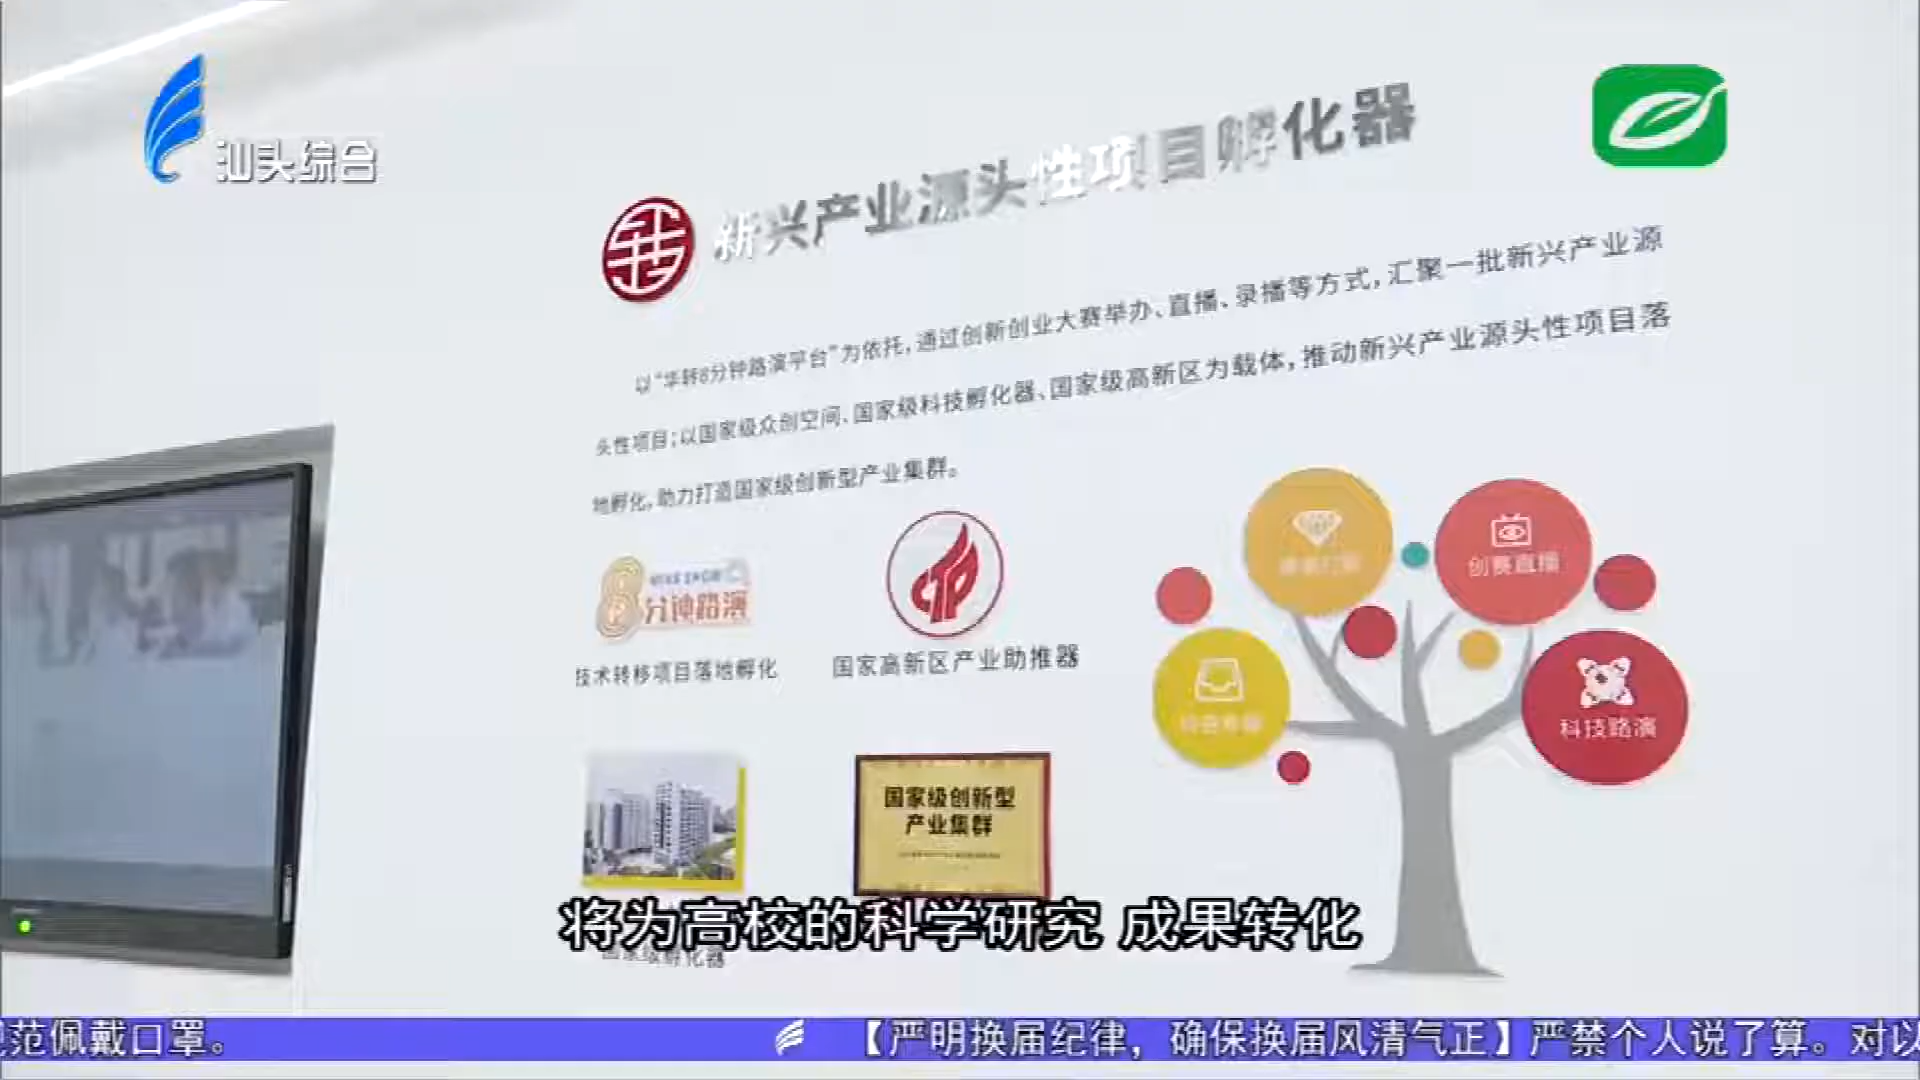 汕头综合
新兴产业源头性项目孵化器
以“华转8分钟路演平台”为依托，通过创新创业大赛举办、直播、录播等方式，汇聚一批新兴产业源
头性项目；以国家级众创空间、国家级科技孵化器、国家级高新区为载体，推动新兴产业源头性项目落
地孵化，助力打造国家级创新型产业集群。
8分钟路演
技术转移项目落地孵化
国家高新区产业助推器
创赛直播
科技路演
国家级创新型
产业集群
国家级孵化器
将为高校的科学研究 成果转化
范佩戴口罩。
【严明换届纪律，确保换届风清气正】严禁个人说了算。对以